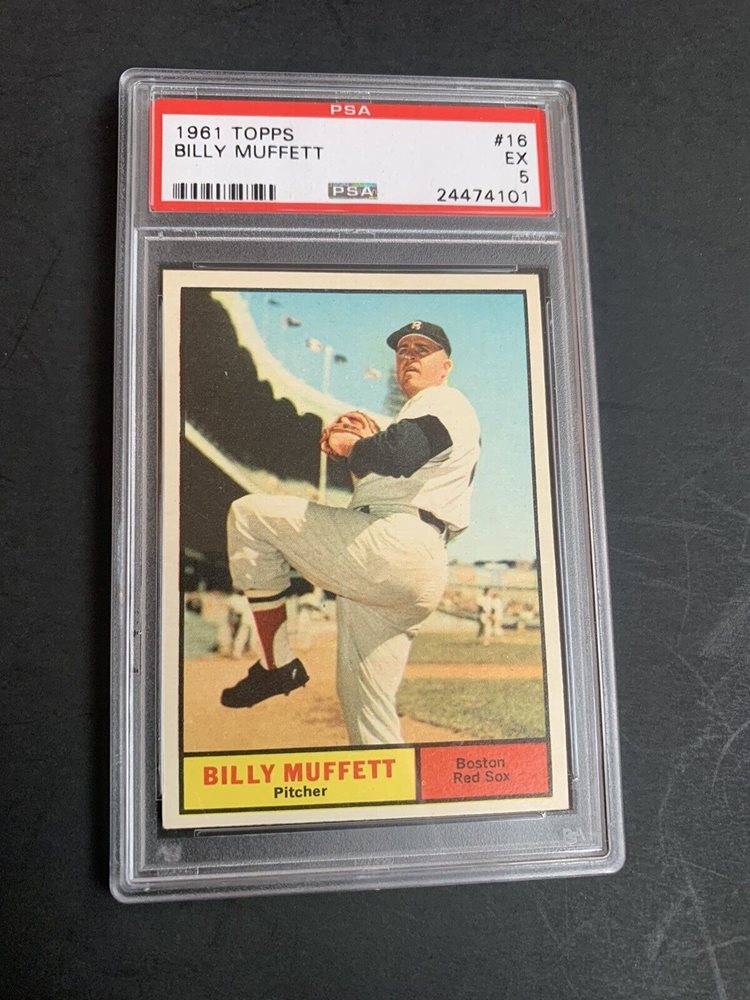 PSA
1961 TOPPS #16
BILLY MUFFETT EX
5
PSA 24474101
B
BILLY MUFFETT
Pitcher
Boston
Red Sox